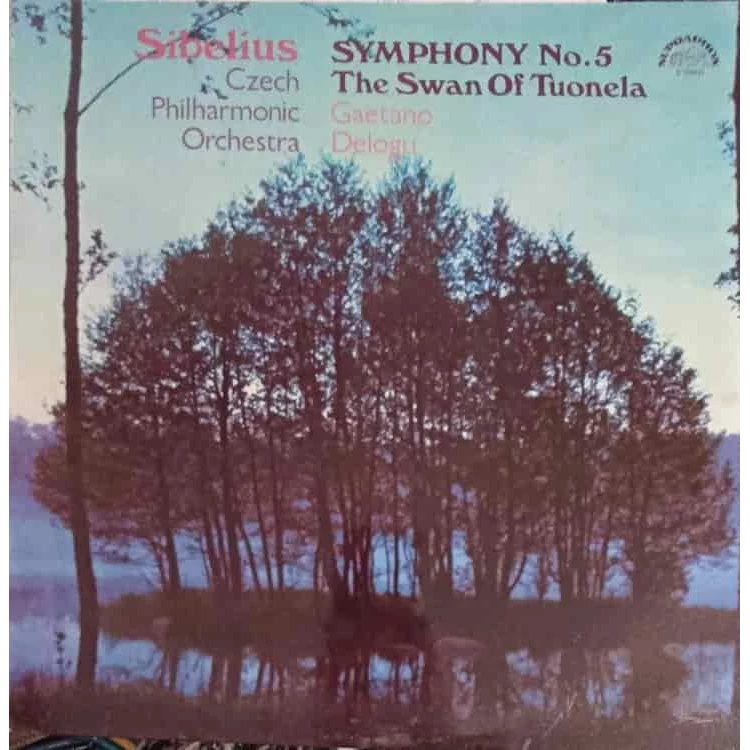 Sibelius
Czech
Philharmonic
Orchestra
SYMPHONY No.5
The Swan Of Tuonela
Gaetano
Delogu
SUPRAPHON